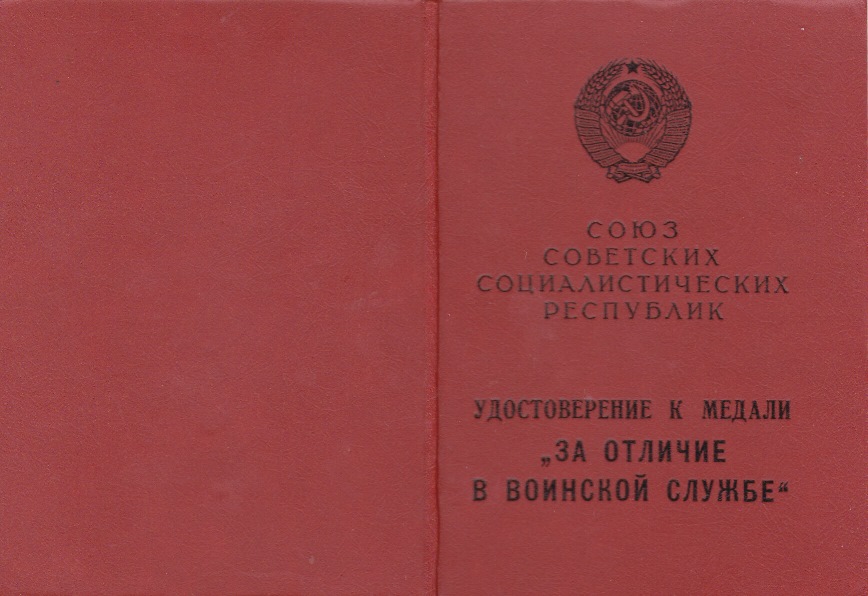 СОЮЗ
СОВЕТСКИХ
СОЦИАЛИСТИЧЕСКИХ
РЕСПУБЛИК
УДОСТОВЕРЕНИЕ К МЕДАЛИ
„ЗА ОТЛИЧИЕ
В ВОИНСКОЙ СЛУЖБЕ“